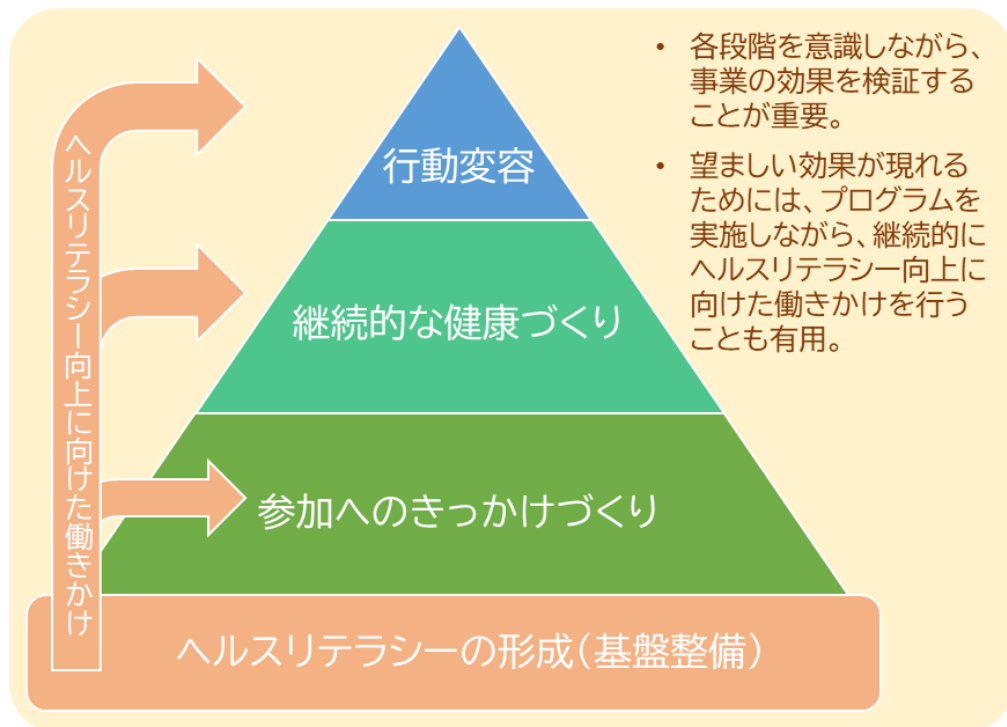 ヘルスリテラシー向上に向けた働きかけ
行動変容
継続的な健康づくり
参加へのきっかけづくり
ヘルスリテラシーの形成(基盤整備)
• 各段階を意識しながら、
事業の効果を検証する
ことが重要。
• 望ましい効果が現れる
ためには、プログラムを
実施しながら、継続的に
ヘルスリテラシー向上に
向けた働きかけを行う
ことも有用。